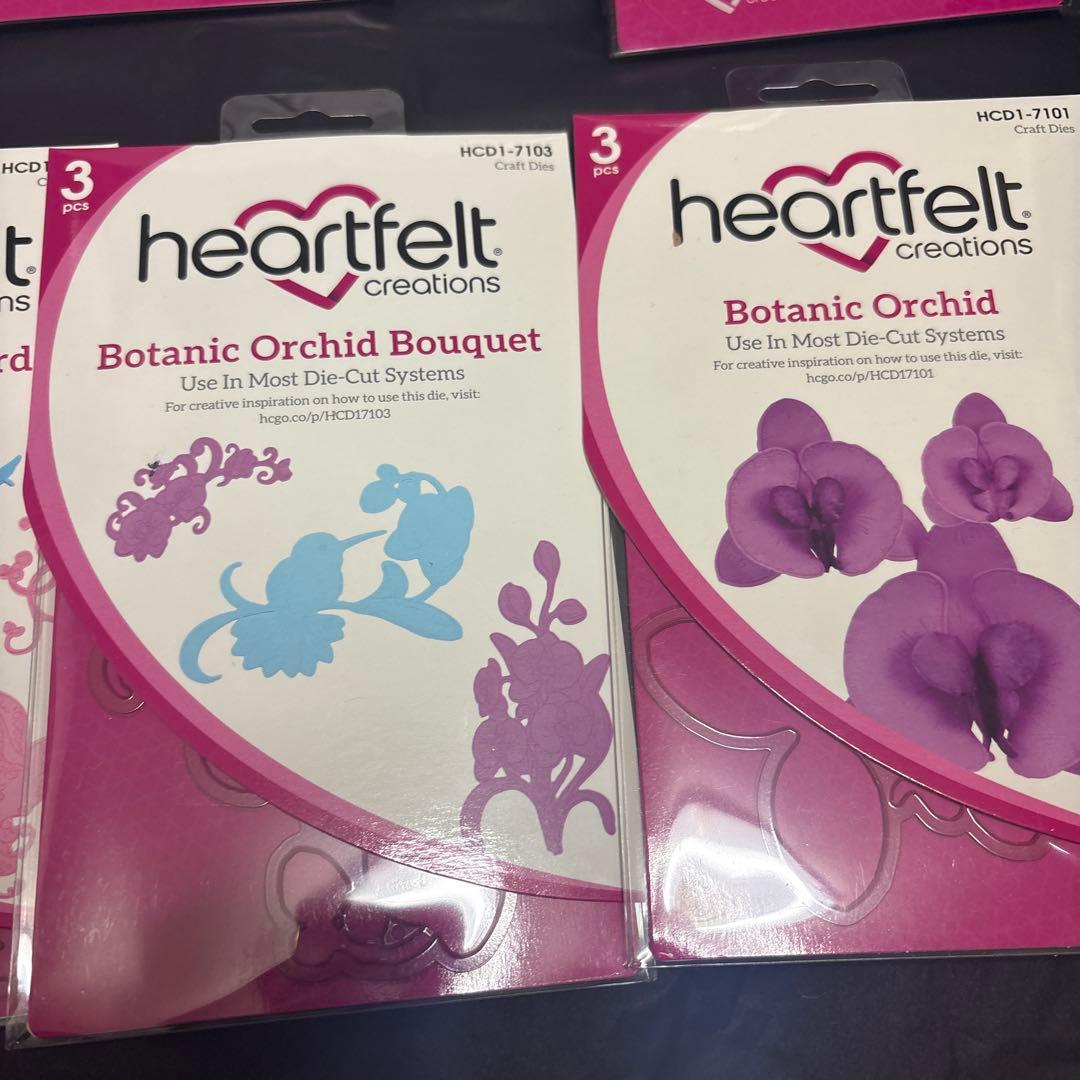 HCD1
t®
ns
rd
3
pcs
HCD1-7103
Craft Dies
heartfelt®
creations
Botanic Orchid Bouquet
Use In Most Die-Cut Systems
For creative inspiration on how to use this die, visit:
hcgo.co/p/HCD17103
3
pcs
HCD1-7101
Craft Dies
heartfelt®
creations
Botanic Orchid
Use In Most Die-Cut Systems
For creative inspiration on how to use this die, visit:
hcgo.co/p/HCD17101